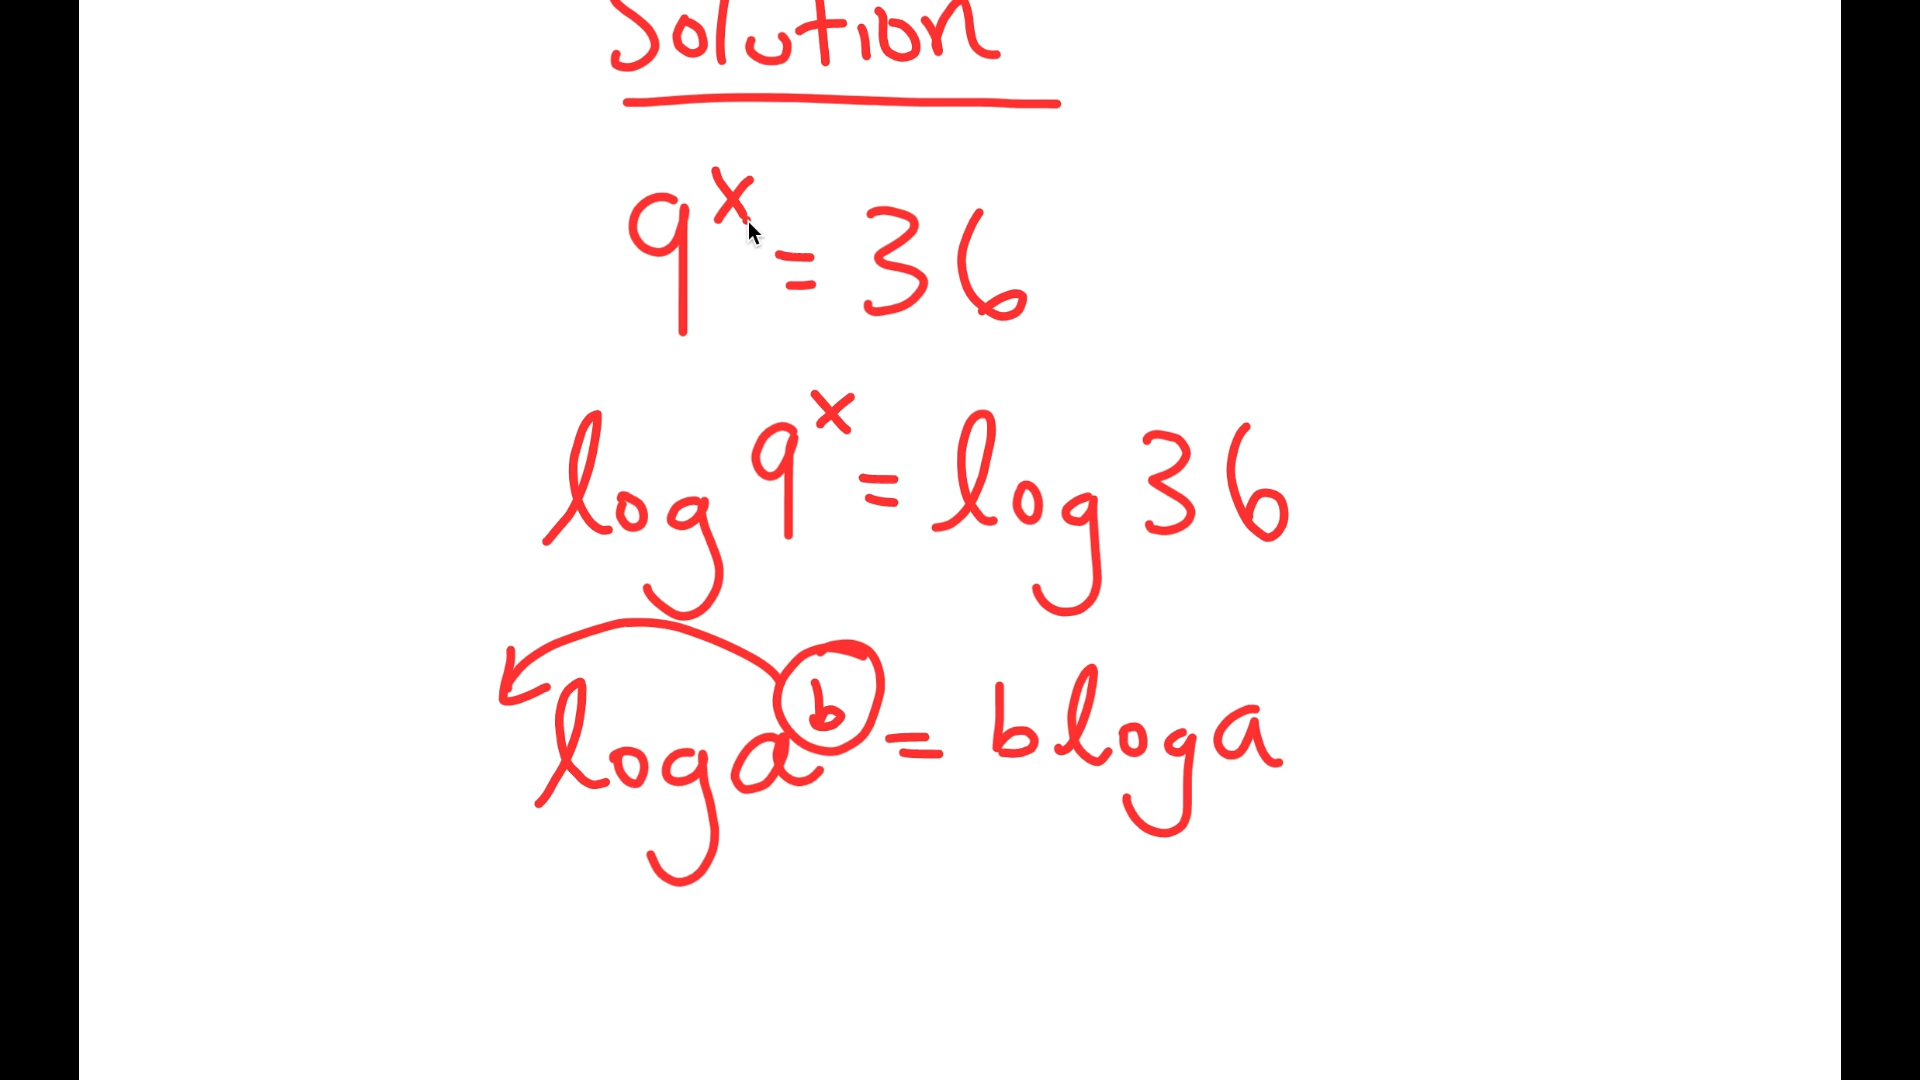 Solution
9^x = 36
log 9^x = log 36
log a^b = b log a